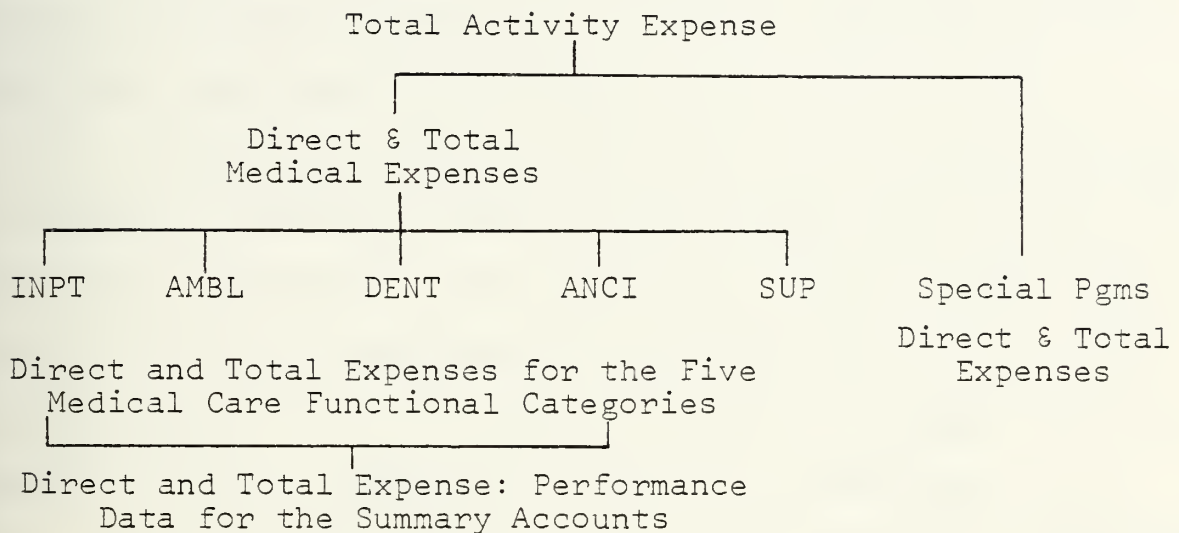 Total Activity Expense
Direct & Total
Medical Expenses
INPT AMBL DENT ANCI SUP Special Pgms
Direct & Total
Expenses
Direct and Total Expenses for the Five
Medical Care Functional Categories
Direct and Total Expense: Performance
Data for the Summary Accounts